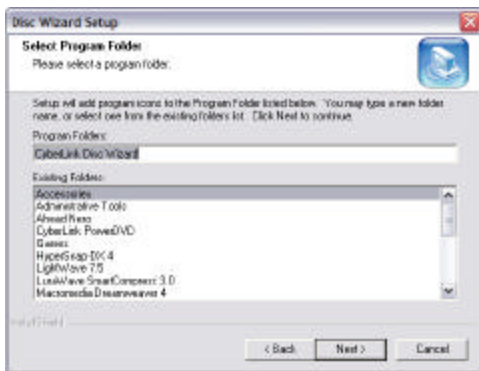 Disc Wizard Setup
Select Program Folder
Please select a program folder.
Setup will add program icons to the Program Folder listed below. You may type a new folder
name, or select one from the existing folders list. Click Next to continue.
Program Folders:
CyberLink Disc Wizard
Existing Folders:
Accessories
Administrative Tools
Ahead Nero
CyberLink PowerDVD
Games
HyperSnap-DX 4
LightWave 7.5
LuraWave SmartCompress 3.0
Macromedia Dreamweaver 4
InstallShield
< Back
Next >
Cancel